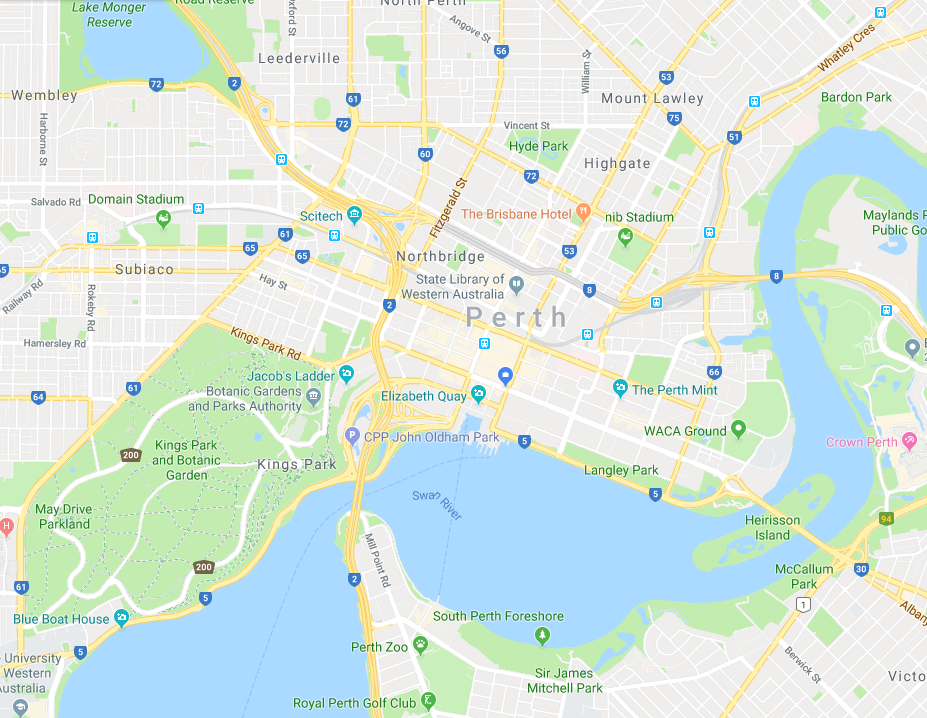 Road Reserve
North Perth
Lake Monger
Reserve
Oxford St
Angove St
56
Leederville
William St
53
Whatley Cres
72
2
Wembley
61
Mount Lawley
Bardon Park
75
Harborne St
72
Vincent St
51
Hyde Park
60
Highgate
72
Salvado Rd
Domain Stadium
Fitzgerald St
Scitech
The Brisbane Hotel
nib Stadium
Maylands P
Public Go
61
65
65
53
Northbridge
Subiaco
65
Hay St
State Library of
Western Australia
8
8
Railway Rd
Rokeby Rd
2
Perth
Hamersley Rd
Kings Park Rd
66
Jacob's Ladder
61
64
Botanic Gardens
and Parks Authority
Elizabeth Quay
The Perth Mint
WACA Ground
CPP John Oldham Park
5
Crown Perth
Kings Park
and Botanic
Garden
200
Kings Park
Langley Park
5
Swan River
May Drive
Parkland
H
P
94
Heirisson
Island
Mill Point Rd
200
McCallum
Park
30
2
61
5
1
Albany
Blue Boat House
South Perth Foreshore
5
Perth Zoo
University
Western
Australia
Berwick St
Sir James
Mitchell Park
Victo
Royal Perth Golf Club